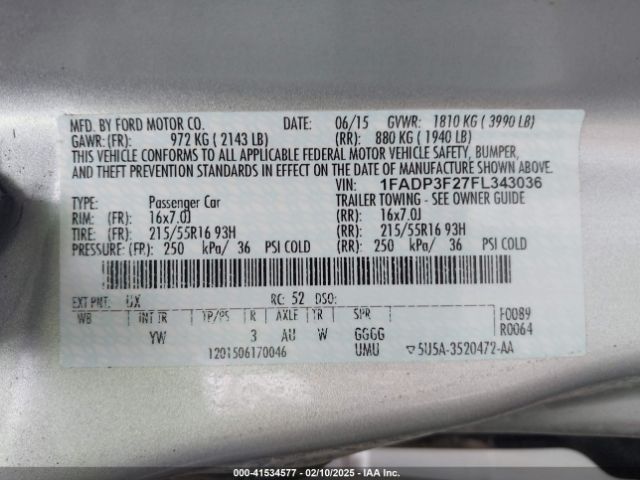 MFD. BY FORD MOTOR CO. DATE: 06/15 GVWR: 1810 KG ( 3990 LB)
GAWR: (FR): 972 KG ( 2143 LB) (RR): 880 KG ( 1940 LB)
THIS VEHICLE CONFORMS TO ALL APPLICABLE FEDERAL MOTOR VEHICLE SAFETY, BUMPER,
AND THEFT PREVENTION STANDARDS IN EFFECT ON THE DATE OF MANUFACTURE SHOWN ABOVE.
VIN: 1FADP3F27FL343036
TYPE: Passenger Car TRAILER TOWING - SEE OWNER GUIDE
RIM: (FR): 16x7.0J (RR): 16x7.0J
TIRE: (FR): 215/55R16 93H (RR): 215/55R16 93H
PRESSURE: (FR): 250 kPa/ 36 PSI COLD (RR): 250 kPa/ 36 PSI COLD
EXT PNT: UX RC: 52 DSO:
WB INT TR TP/PS R AXLE TR SPR F0089
YW 3 AU W GGGG R0064
1201506170046 UMU ▽5U5A-3520472-AA
00-41534577 — 02/10/2025 — IAA Inc.